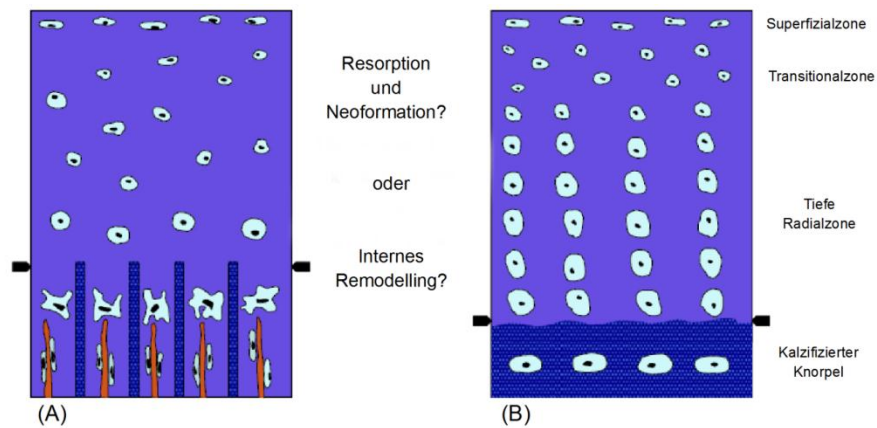 Resorption
und
Neoformation?
oder
Internes
Remodelling?
(A)
Superfizialzone
Transitionalzone
Tiefe
Radialzone
Kalzifizierter
Knorpel
(B)